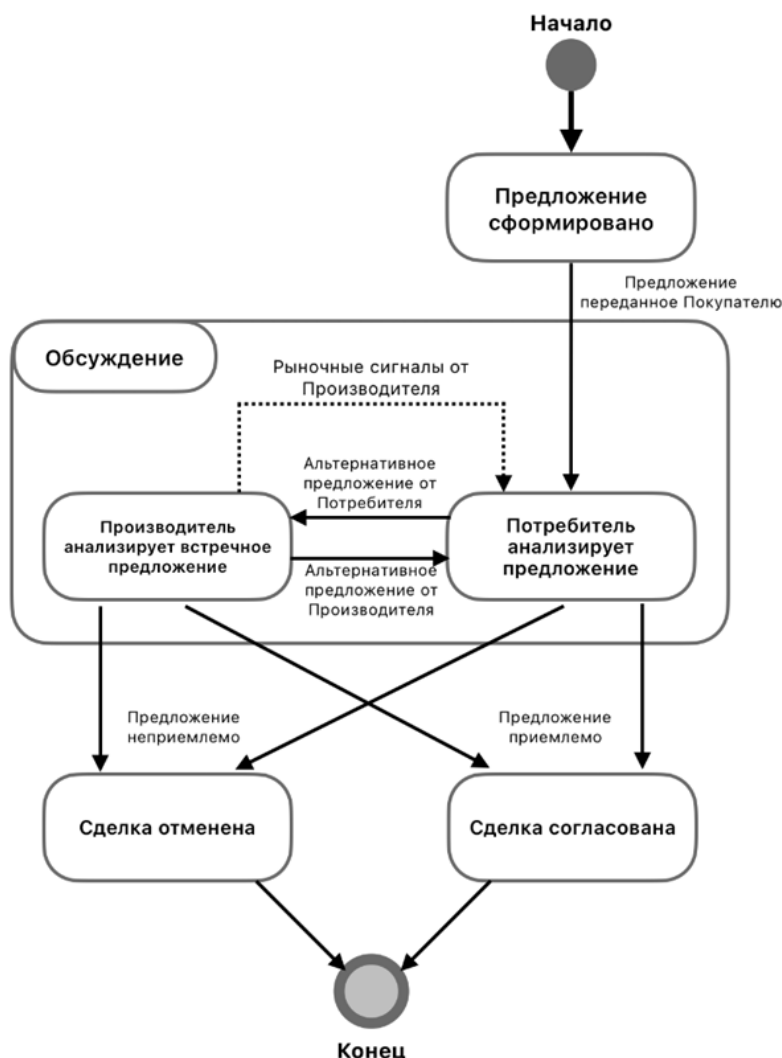 Начало
Предложение
сформировано
Предложение
переданное Покупателю
Обсуждение
Рыночные сигналы от
Производителя
Альтернативное
предложение от
Потребителя
Производитель
анализирует встречное
предложение
Потребитель
анализирует
предложение
Альтернативное
предложение от
Производителя
Предложение
неприемлемо
Предложение
приемлемо
Сделка отменена
Сделка согласована
Конец